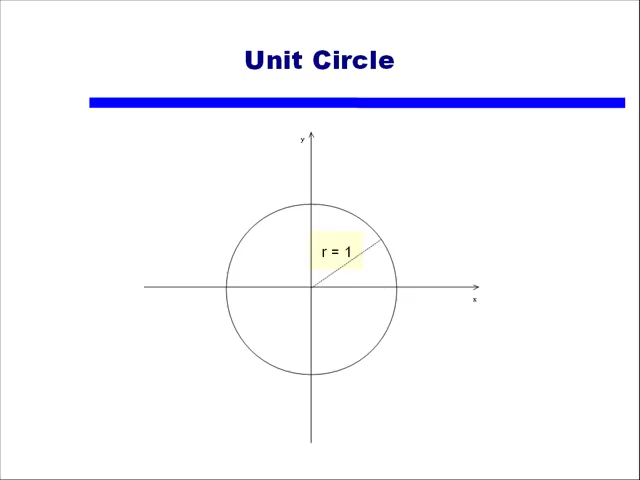 Unit Circle
y
r = 1
x